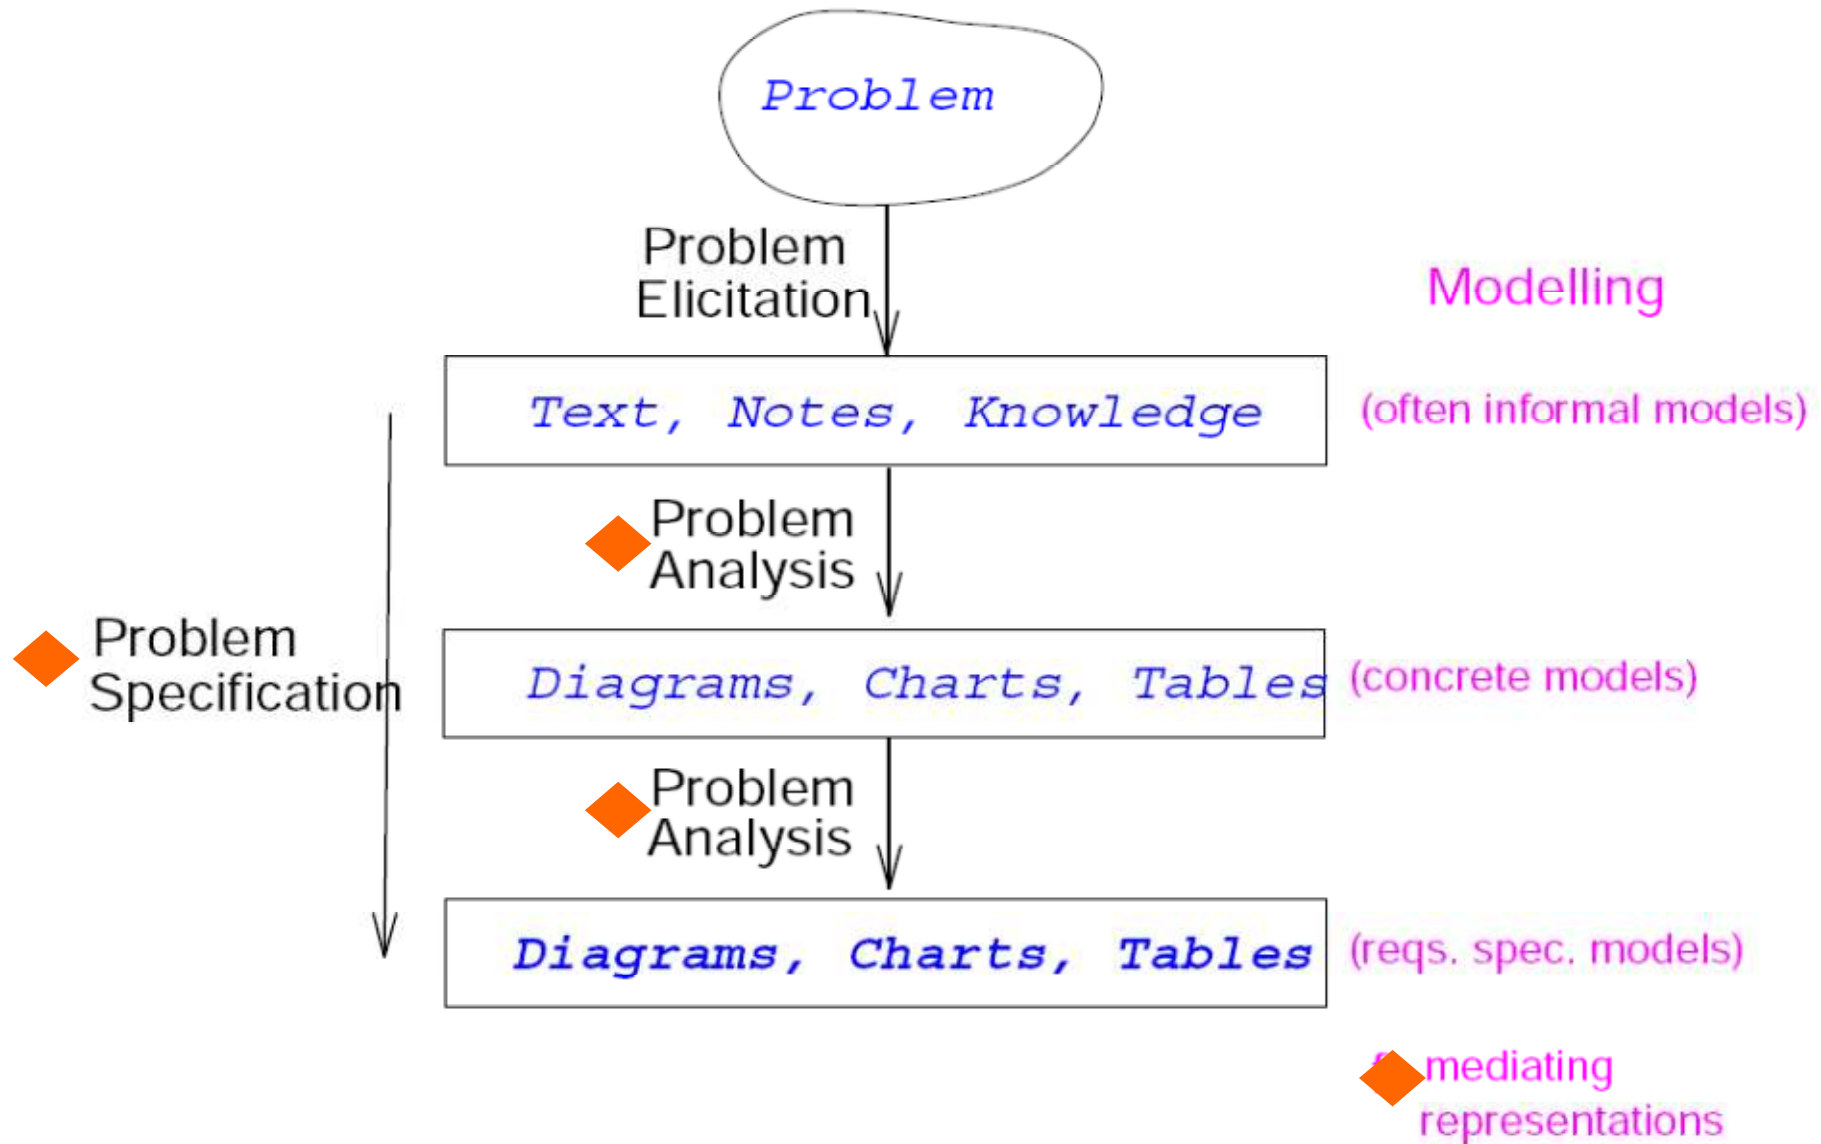 Problem
Problem
Elicitation
Modelling
Text, Notes, Knowledge
(often informal models)
Problem
Analysis
Problem
Specification
Diagrams, Charts, Tables
(concrete models)
Problem
Analysis
Diagrams, Charts, Tables
(reqs. spec. models)
mediating
representations